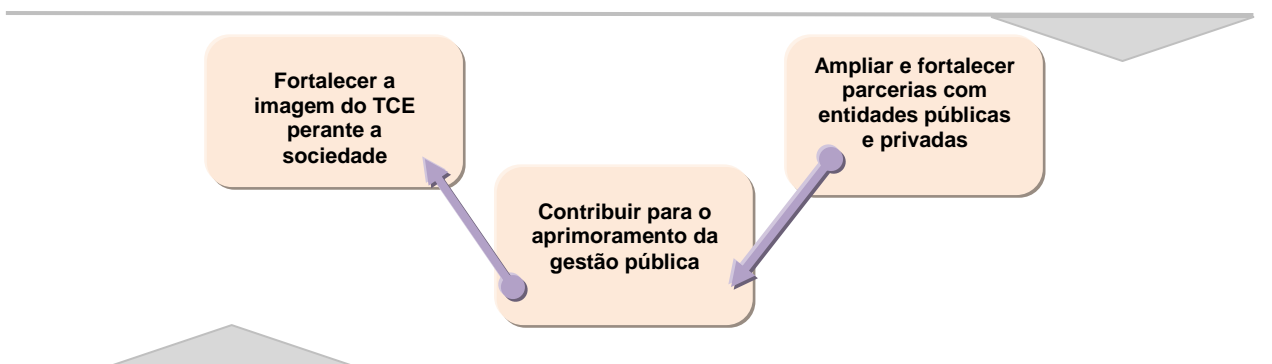 Fortalecer a
imagem do TCE
perante a
sociedade
Ampliar e fortalecer
parcerias com
entidades públicas
e privadas
Contribuir para o
aprimoramento da
gestão pública